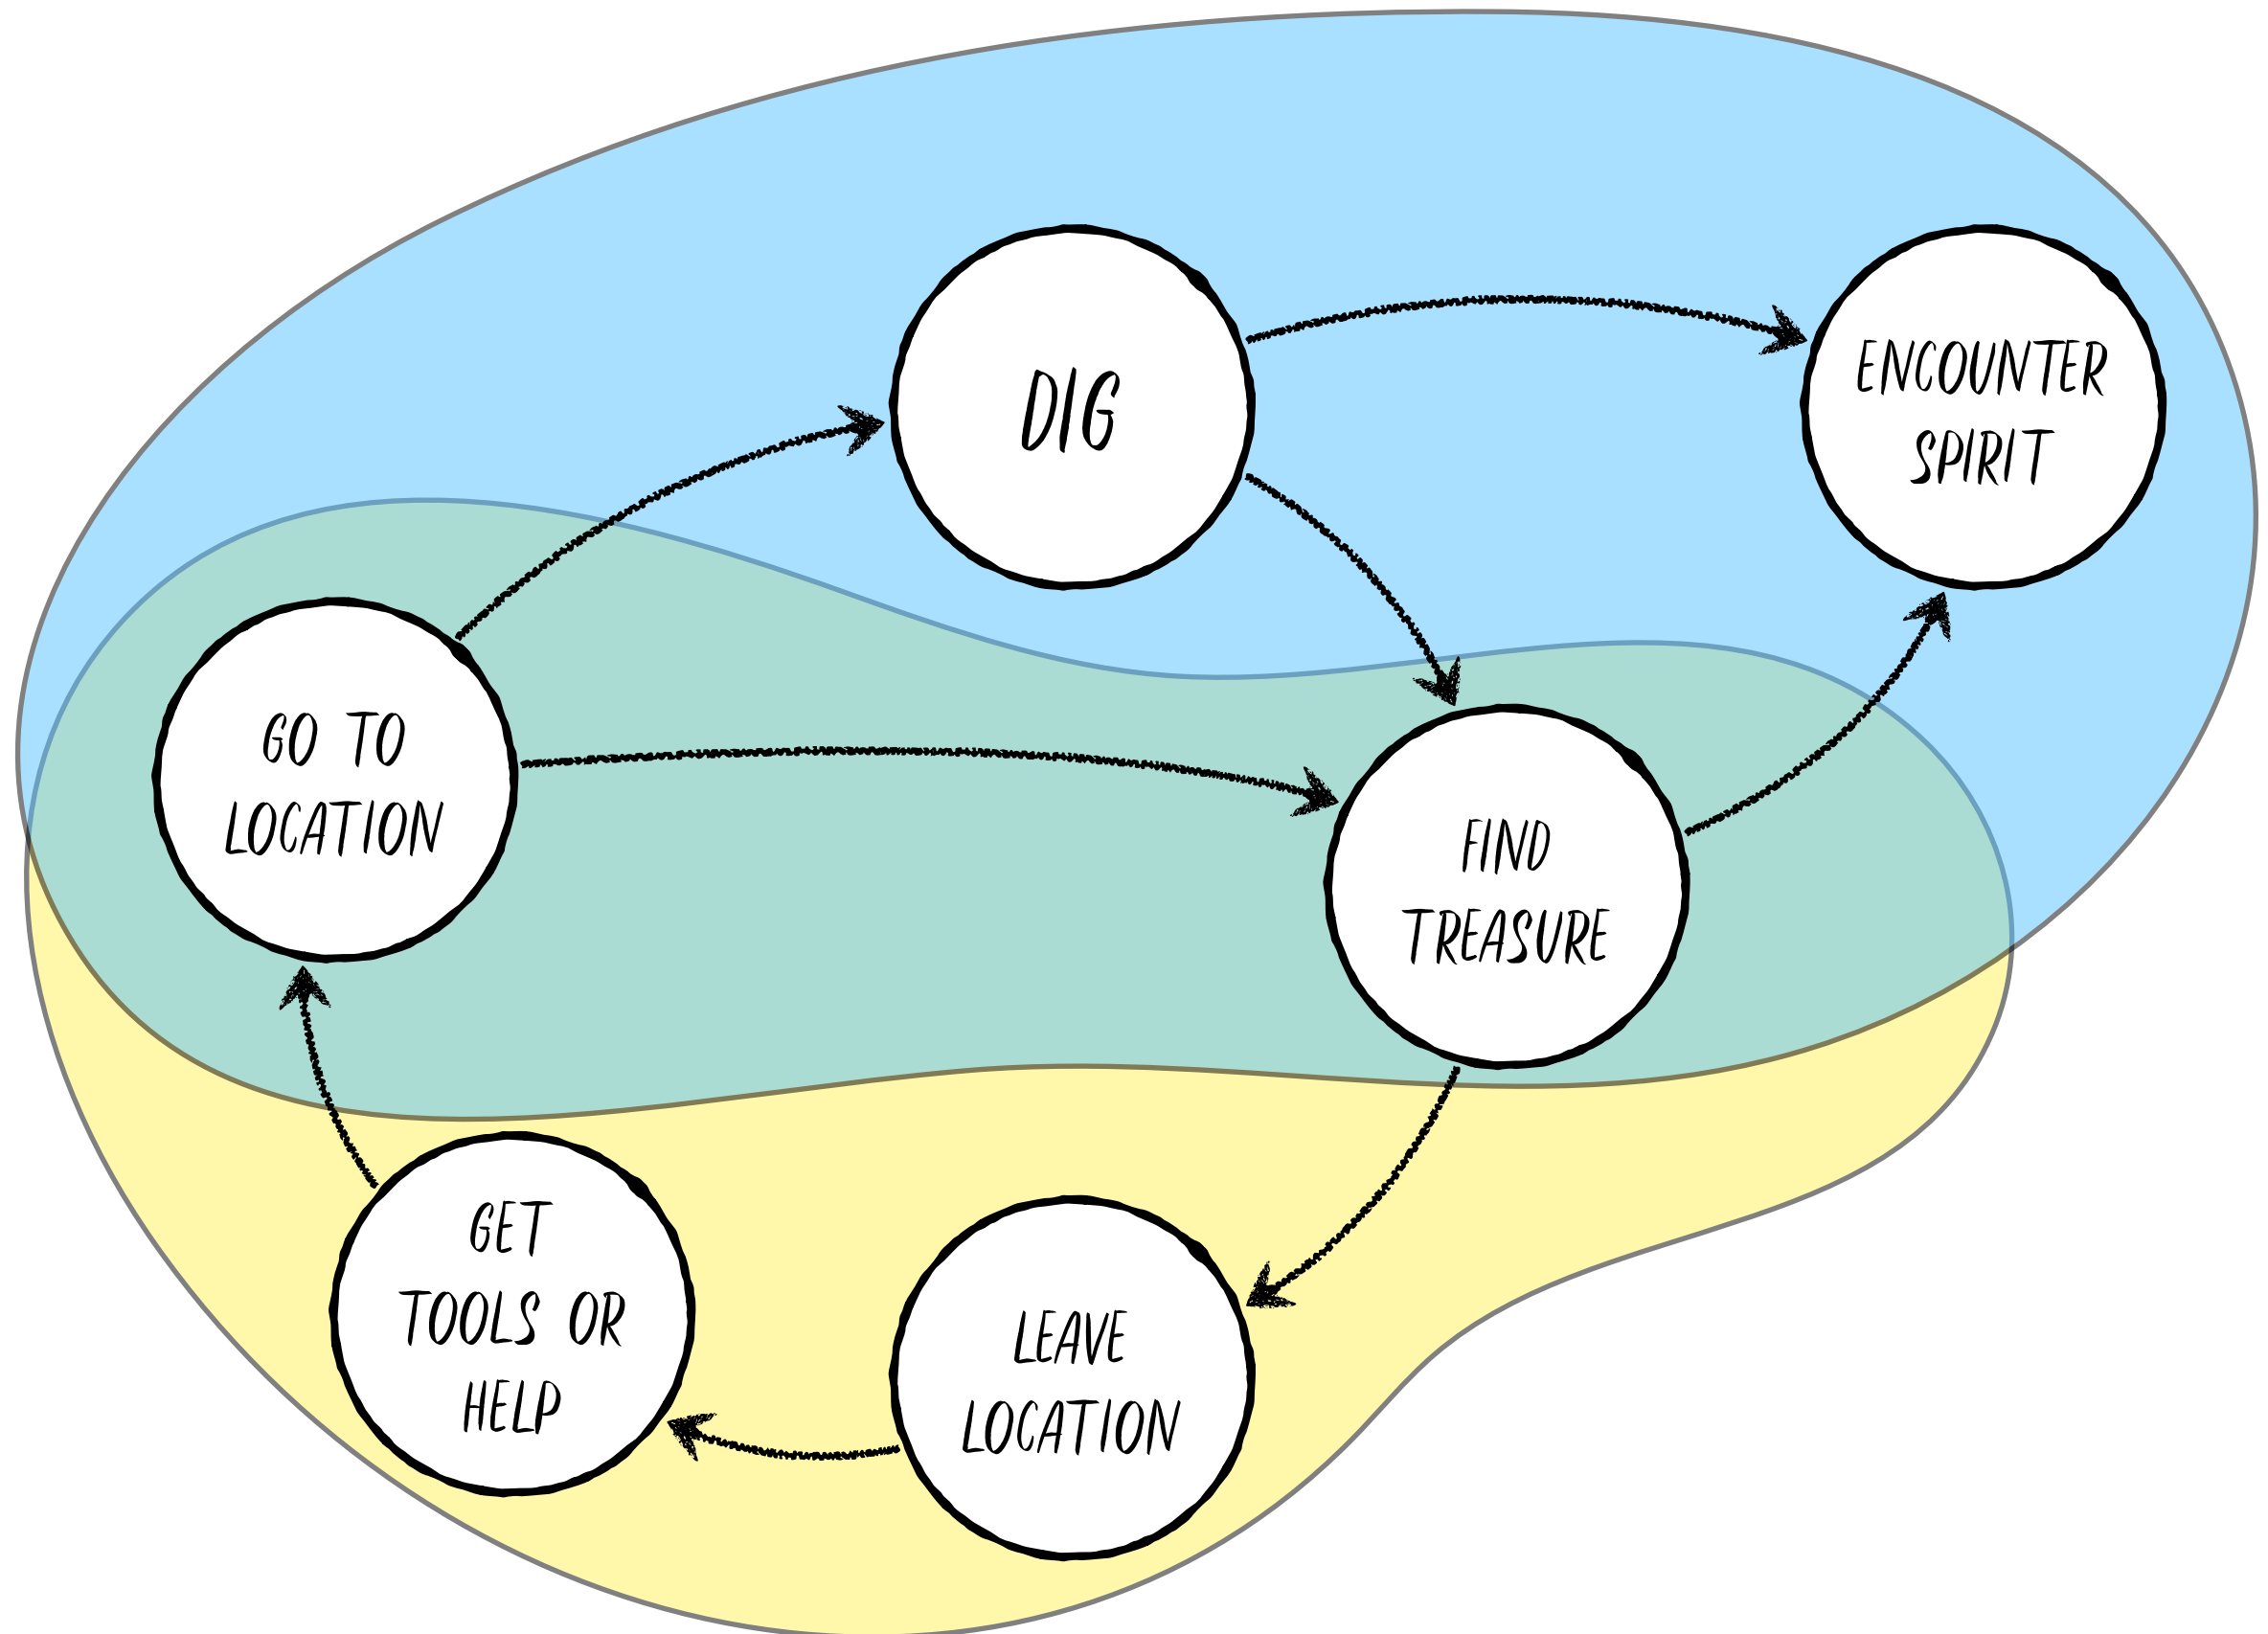 DIG
ENCOUNTER
SPIRIT
GO TO
LOCATION
FIND
TREASURE
GET
TOOLS OR
HELP
LEAVE
LOCATION